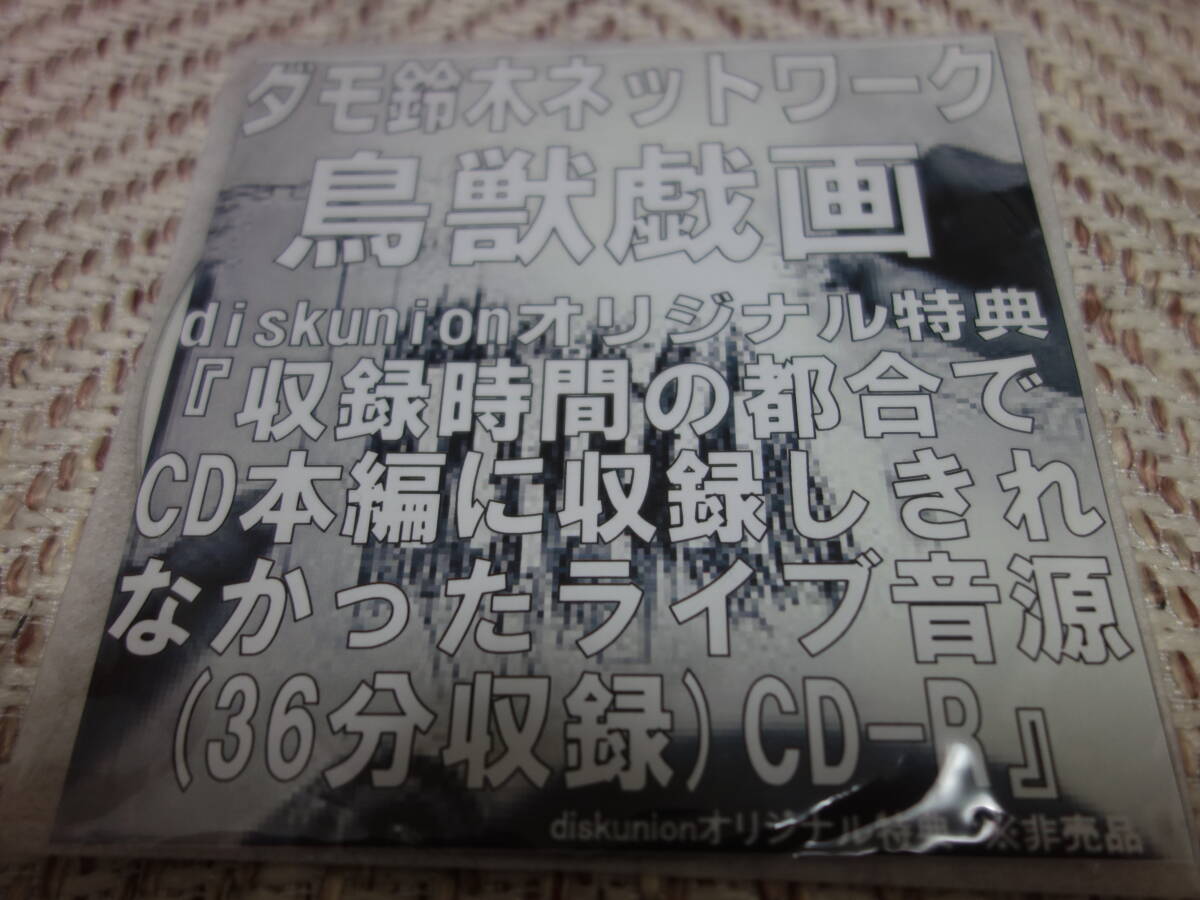 ダモ鈴木ネットワーク
鳥獣戯画
diskunionオリジナル特典
『収録時間の都合で
CD本編に収録しきれ
なかったライブ音源
(36分収録)CD-R』
diskunionオリジナル特典 ※非売品